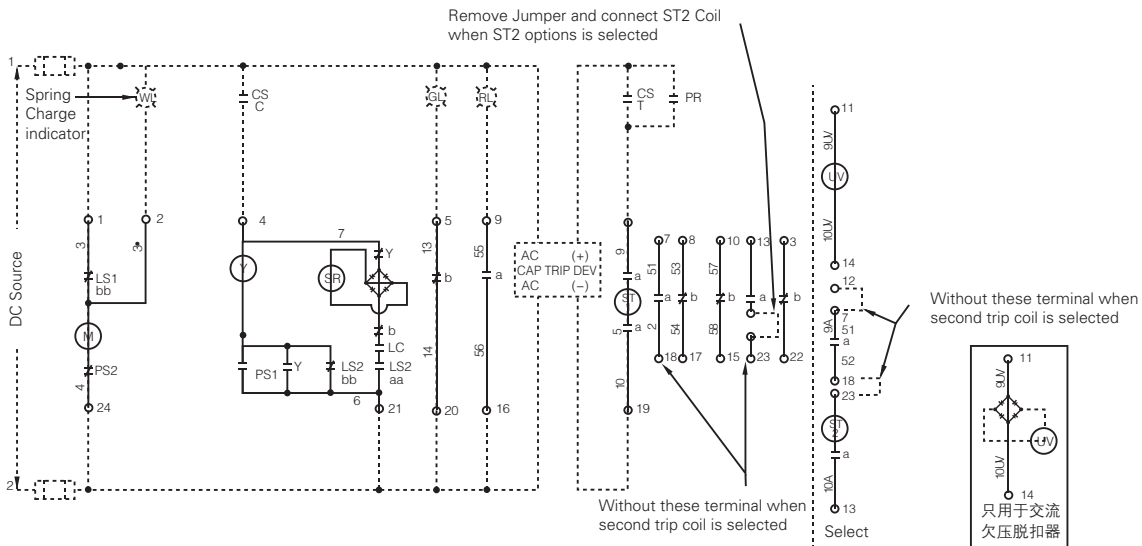 Remove Jumper and connect ST2 Coil
when ST2 options is selected
1
Spring
Charge
indicator
WL
CS
C
GL
RL
CS
T
PR
11
9UV
UV
10UV
14
DC Source
1
2
3
3
LS1
bb
M
PS2
4
24
4
7
Y
Y
SR
b
LC
PS1
Y
LS2
bb
LS2
aa
6
21
5
13
b
14
20
9
55
a
56
16
AC (+)
CAP TRIP DEV
AC (−)
9
a
ST
5
a
10
19
7
51
a
2
18
8
53
b
54
17
10
57
b
58
15
13
a
23
3
b
22
12
7
9A
51
a
52
18
23
ST
2
a
10A
13
Select
Without these terminal when
second trip coil is selected
11
9UV
UV
10UV
14
只用于交流
欠压脱扣器
2
Without these terminal when
second trip coil is selected